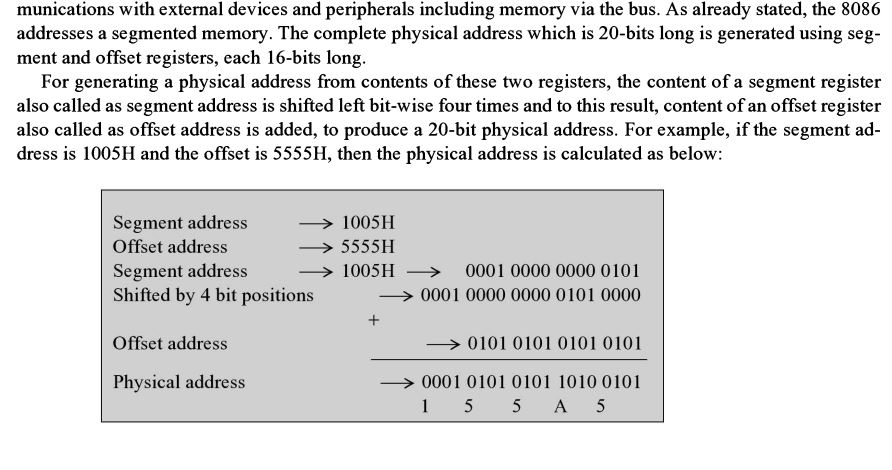 munications with external devices and peripherals including memory via the bus. As already stated, the 8086
addresses a segmented memory. The complete physical address which is 20-bits long is generated using seg-
ment and offset registers, each 16-bits long.
For generating a physical address from contents of these two registers, the content of a segment register
also called as segment address is shifted left bit-wise four times and to this result, content of an offset register
also called as offset address is added, to produce a 20-bit physical address. For example, if the segment ad-
dress is 1005H and the offset is 5555H, then the physical address is calculated as below:
Segment address → 1005H
Offset address → 5555H
Segment address → 1005H → 0001 0000 0000 0101
Shifted by 4 bit positions → 0001 0000 0000 0101 0000
+
Offset address → 0101 0101 0101 0101
Physical address → 0001 0101 0101 1010 0101
1 5 5 A 5